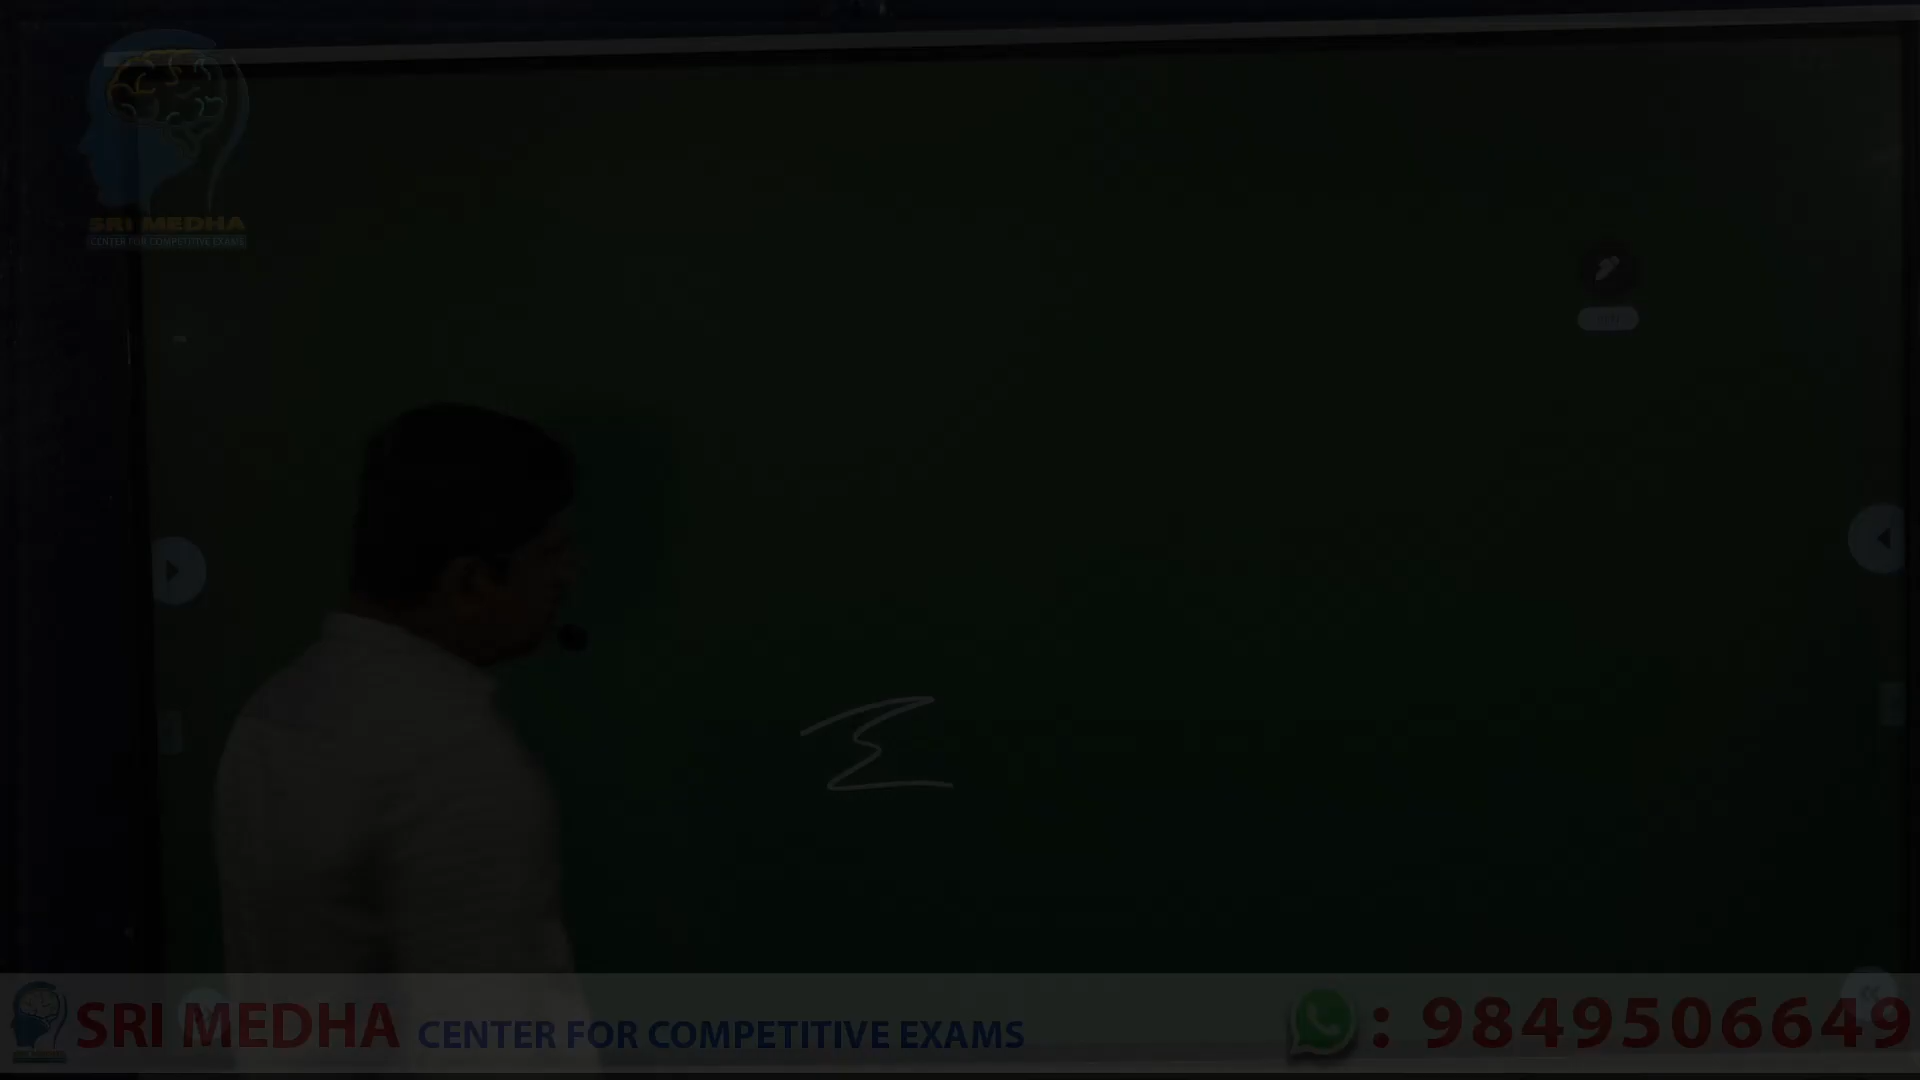 SRI MEDHA
CENTER FOR COMPETITIVE EXAMS
Σ
SRI MEDHA CENTER FOR COMPETITIVE EXAMS : 9849506649